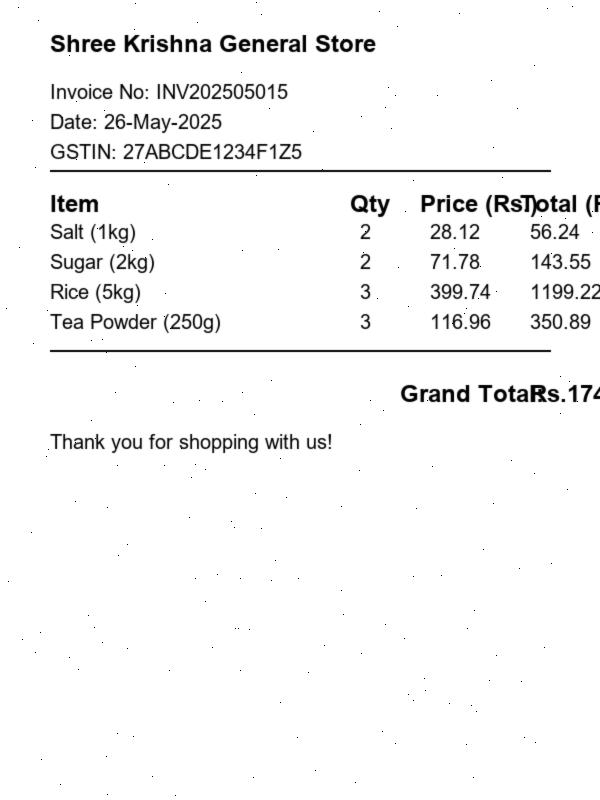 Shree Krishna General Store
Invoice No: INV202505015
Date: 26-May-2025
GSTIN: 27ABCDE1234F1Z5
Item Qty Price (Rs.) Total (R
Salt (1kg) 2 28.12 56.24
Sugar (2kg) 2 71.78 143.55
Rice (5kg) 3 399.74 1199.22
Tea Powder (250g) 3 116.96 350.89
Grand Total: Rs.174
Thank you for shopping with us!